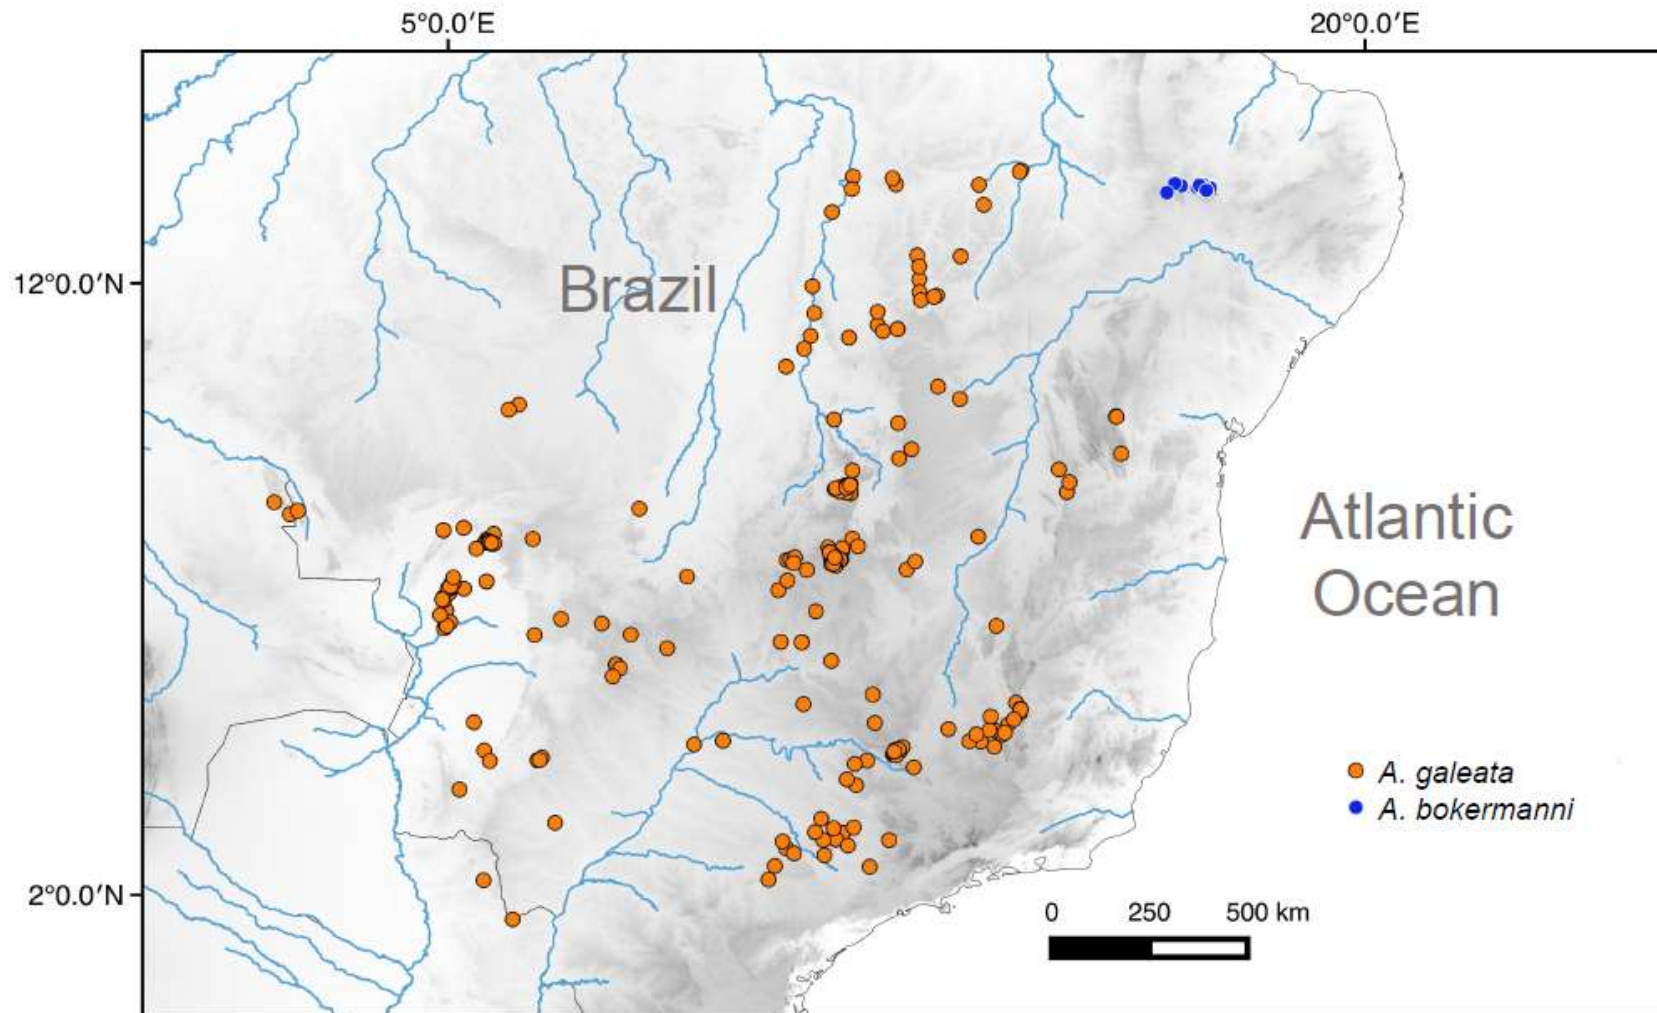 5°0.0′E
20°0.0′E
12°0.0′N
Brazil
Atlantic
Ocean
A. galeata
A. bokermanni
2°0.0′N
0 250 500 km